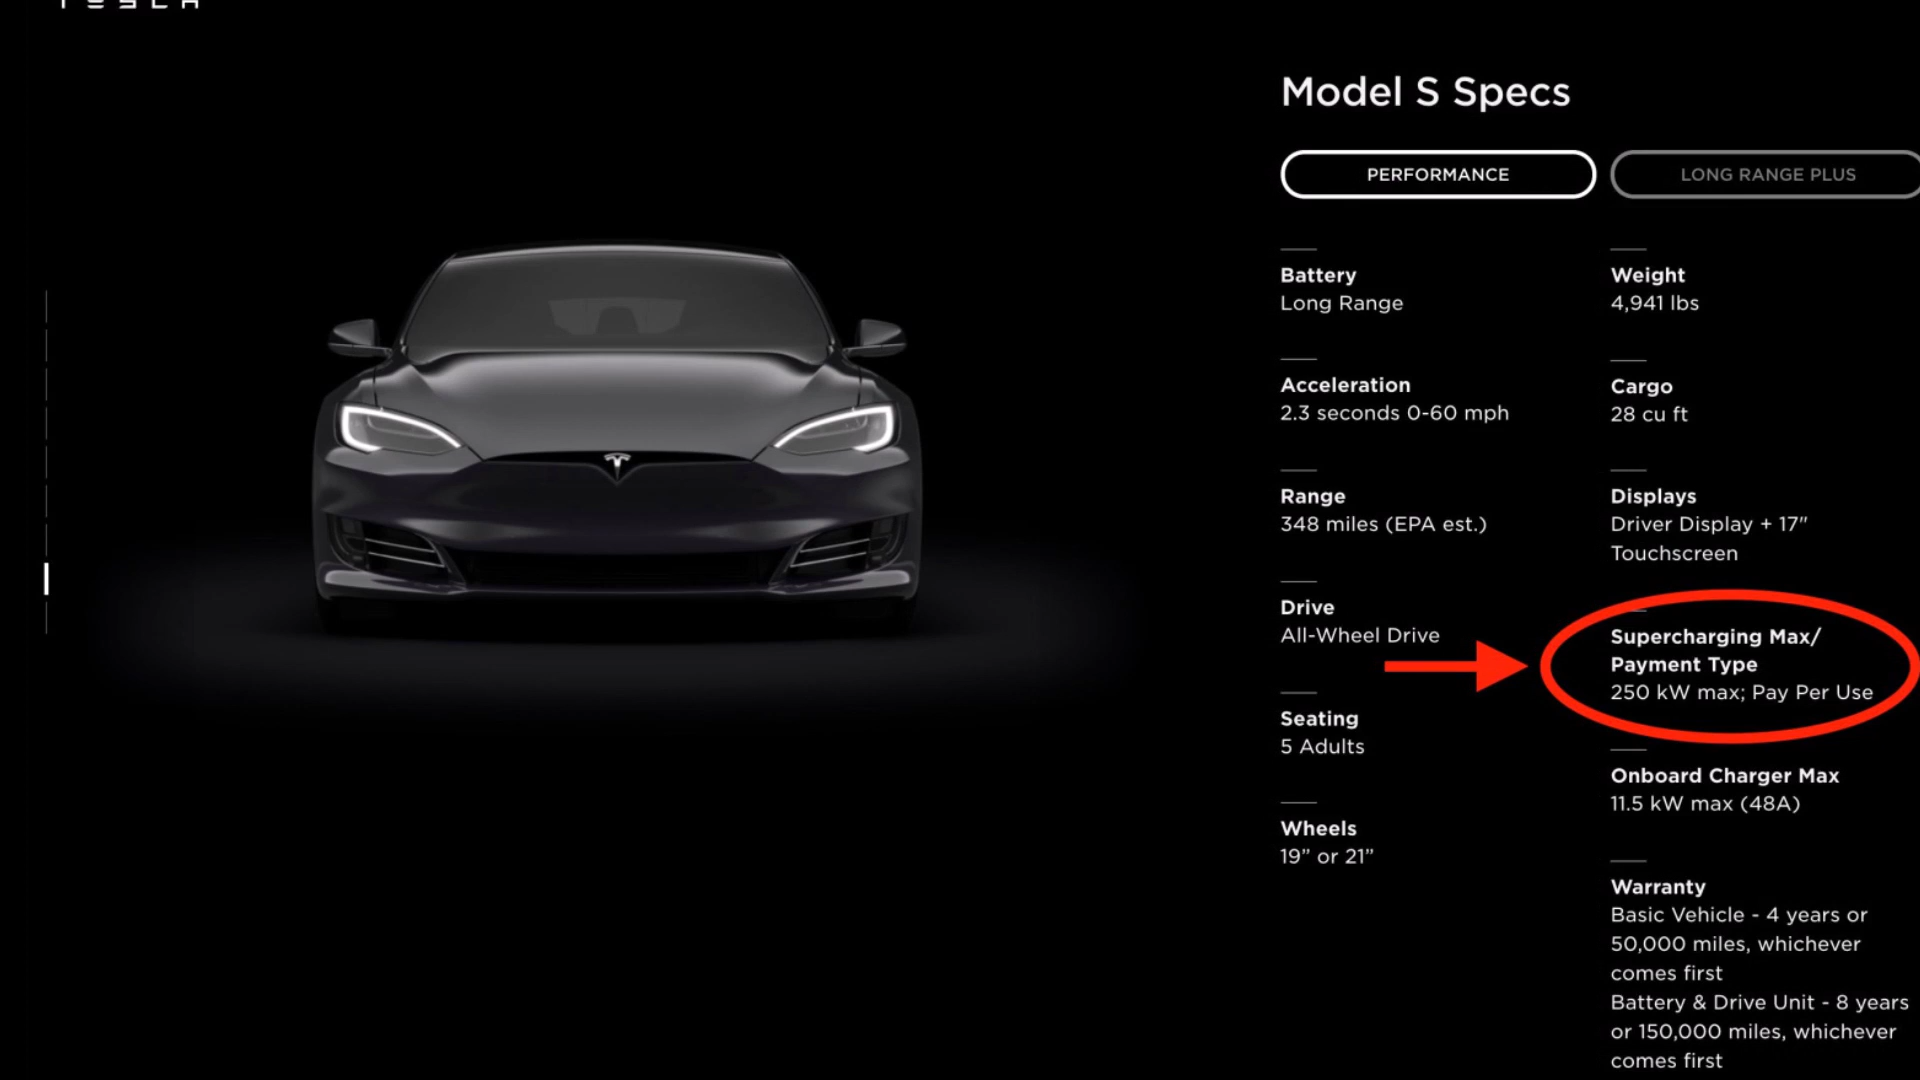 TESLA
Model S Specs
PERFORMANCE
LONG RANGE PLUS
Battery
Long Range
Acceleration
2.3 seconds 0-60 mph
Range
348 miles (EPA est.)
Drive
All-Wheel Drive
Seating
5 Adults
Wheels
19” or 21”
Weight
4,941 lbs
Cargo
28 cu ft
Displays
Driver Display + 17"
Touchscreen
Supercharging Max/
Payment Type
250 kW max; Pay Per Use
Onboard Charger Max
11.5 kW max (48A)
Warranty
Basic Vehicle - 4 years or
50,000 miles, whichever
comes first
Battery & Drive Unit - 8 years
or 150,000 miles, whichever
comes first